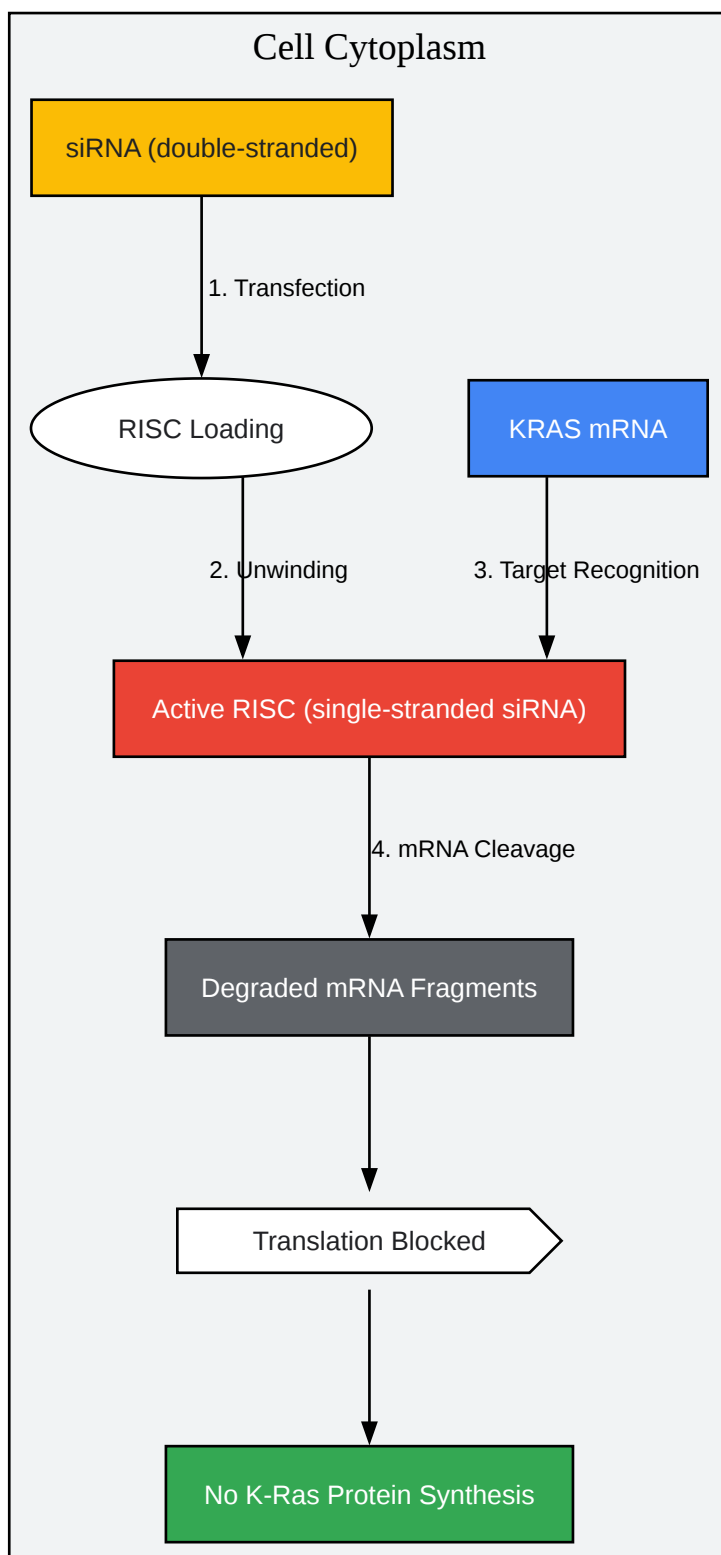 Cell Cytoplasm
siRNA (double-stranded)
1. Transfection
RISC Loading
KRAS mRNA
2. Unwinding
3. Target Recognition
Active RISC (single-stranded siRNA)
4. mRNA Cleavage
Degraded mRNA Fragments
Translation Blocked
No K-Ras Protein Synthesis